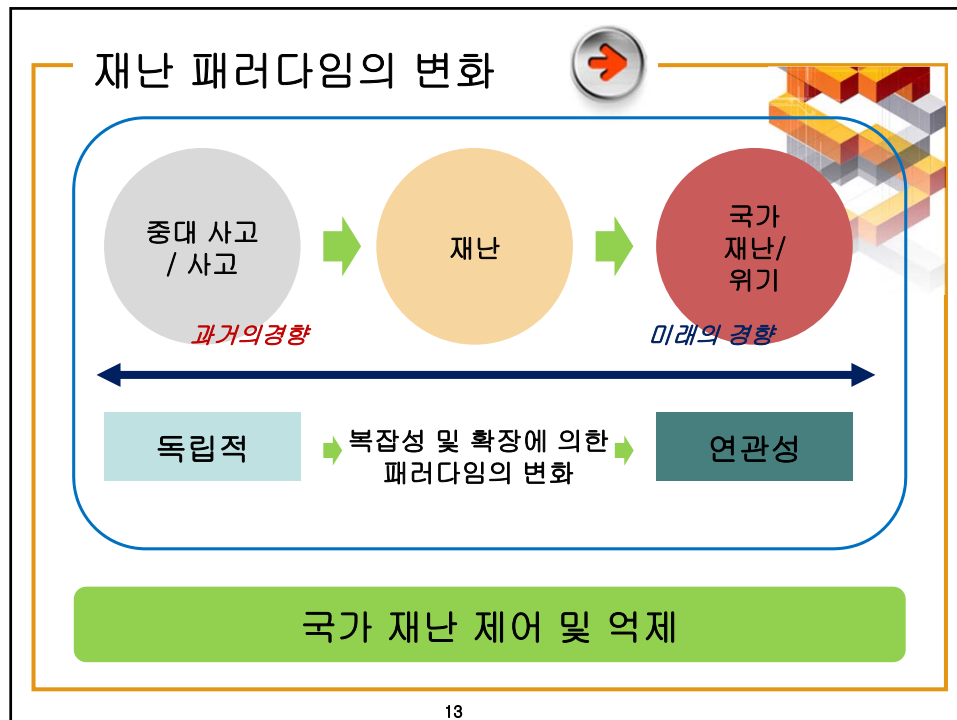 재난 패러다임의 변화
중대 사고
/ 사고
재난
국가
재난/
위기
과거의경향
미래의 경향
독립적
복잡성 및 확장에 의한
패러다임의 변화
연관성
국가 재난 제어 및 억제
13